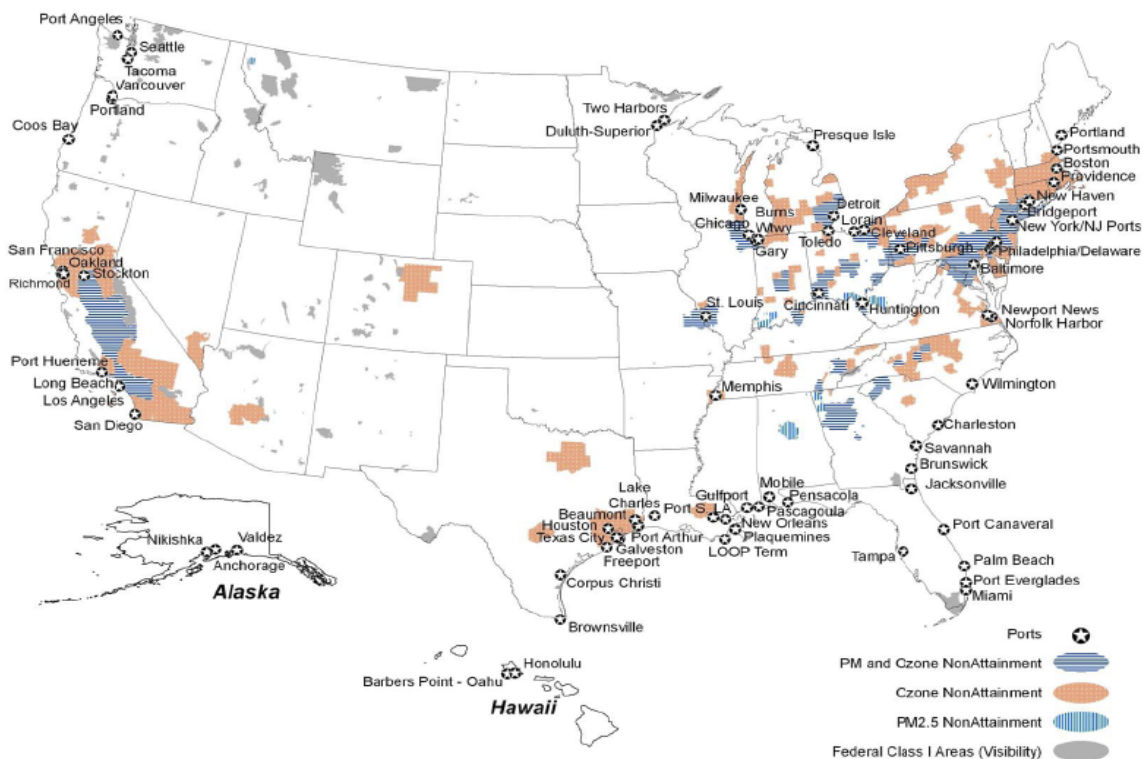 Port Angeles
Seattle
Tacoma
Vancouver
Portland
Coos Bay
Two Harbors
Duluth-Superior
Presque Isle
Portland
Portsmouth
Boston
Providence
New Haven
Bridgeport
New York/NJ Ports
Philadelphia/Delaware
Baltimore
Milwaukee
Burns
Detroit
Lorain
Chicago
Wtwy
Gary
Toledo
Cleveland
Pittsburgh
San Francisco
Oakland
Stockton
Richmond
St. Louis
Cincinnati
Huntington
Newport News
Norfolk Harbor
Port Hueneme
Long Beach
Los Angeles
San Diego
Memphis
Wilmington
Charleston
Savannah
Brunswick
Jacksonville
Lake
Charles
Port S. LA
Gulfport
Mobile
Pensacola
Pascagoula
New Orleans
Plaquemines
LOOP Term
Beaumont
Houston
Texas City
Port Arthur
Galveston
Freeport
Corpus Christi
Brownsville
Port Canaveral
Tampa
Palm Beach
Port Everglades
Miami
Nikishka
Valdez
Anchorage
Alaska
Honolulu
Barbers Point - Oahu
Hawaii
Ports
PM and Czone NonAttainment
Czone NonAttainment
PM2.5 NonAttainment
Federal Class I Areas (Visibility)